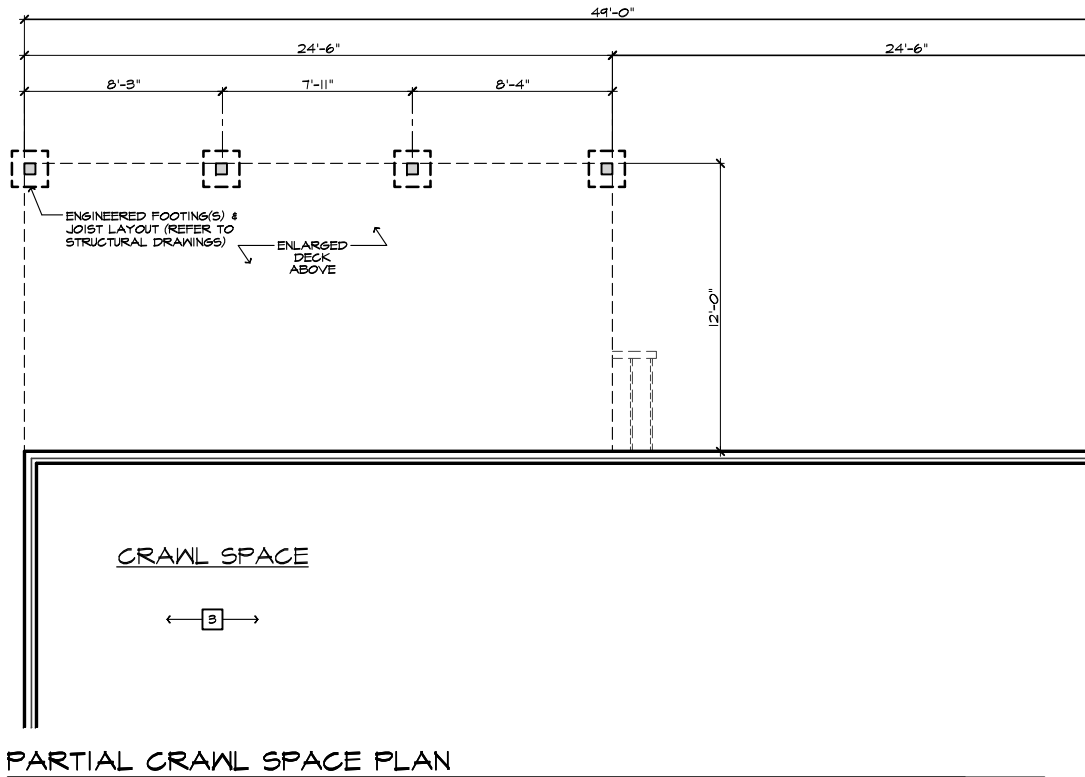 49'-0"
24'-6" 24'-6"
8'-3" 7'-11" 8'-4"
ENGINEERED FOOTING(S) &
JOIST LAYOUT (REFER TO
STRUCTURAL DRAWINGS)
ENLARGED
DECK
ABOVE
12'-0"
CRAWL SPACE
3
PARTIAL CRAWL SPACE PLAN